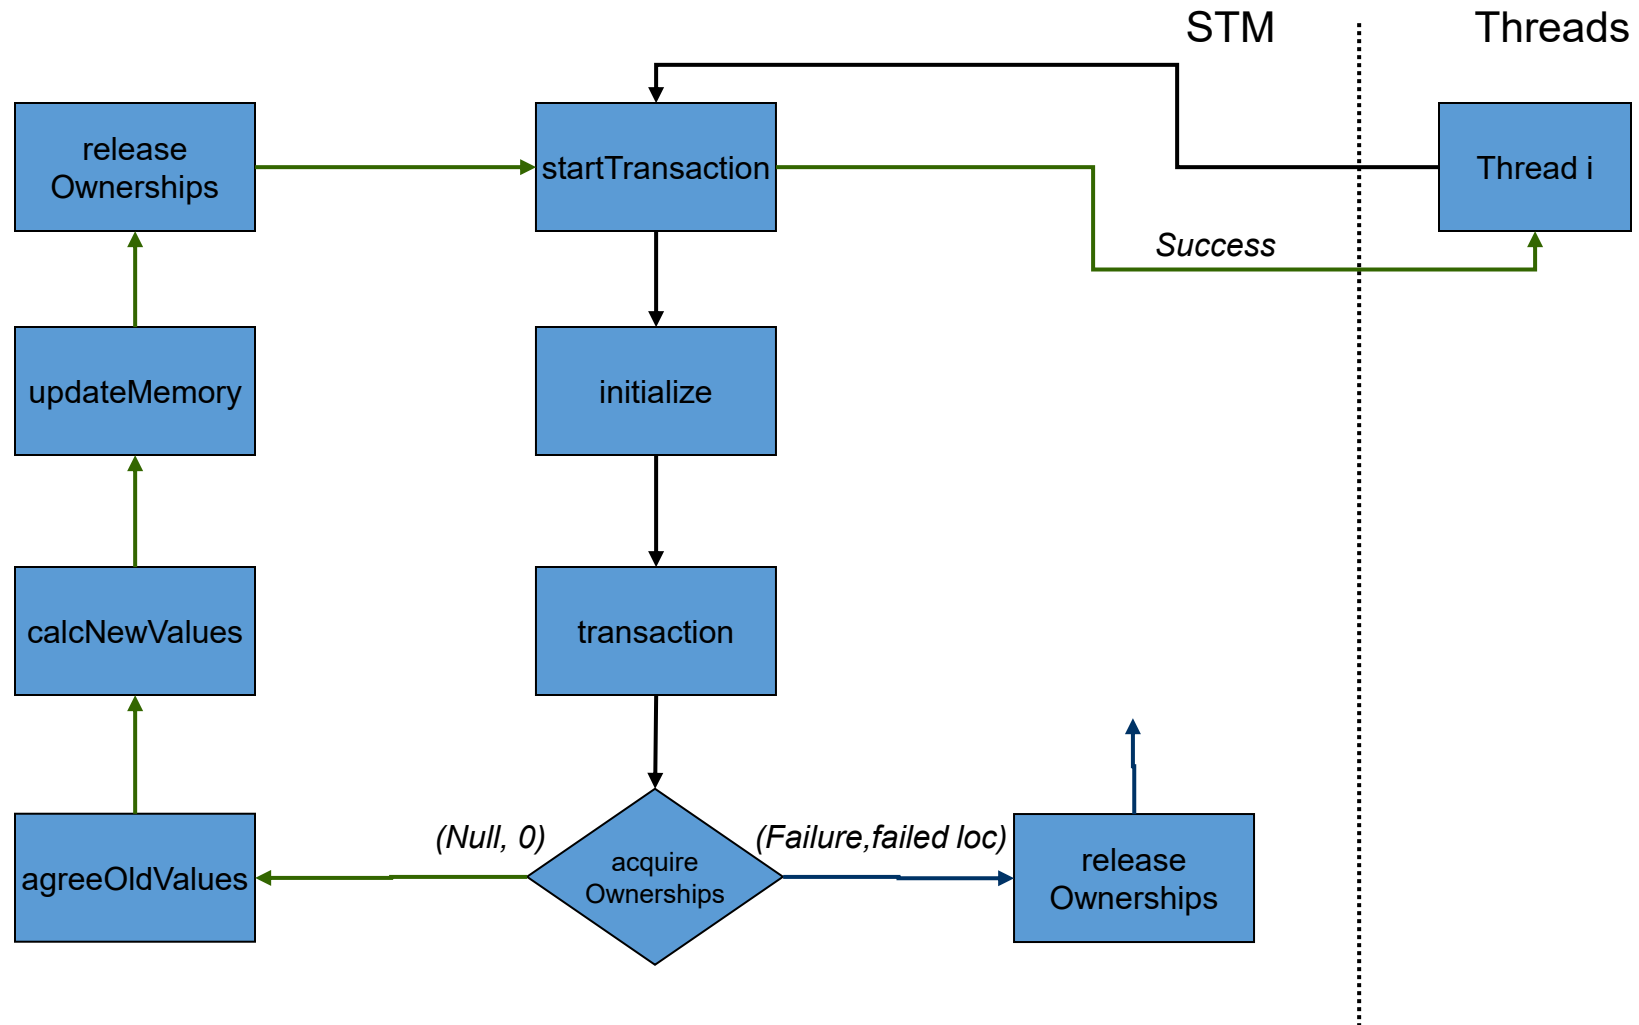 STM
Threads
release
Ownerships
startTransaction
Thread i
Success
updateMemory
initialize
calcNewValues
transaction
(Null, 0)
(Failure,failed loc)
agreeOldValues
acquire
Ownerships
release
Ownerships